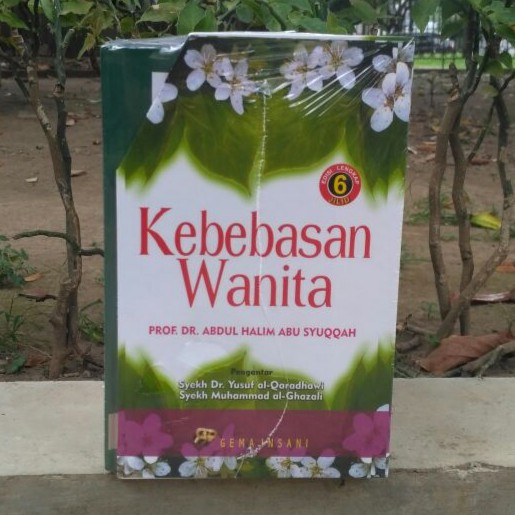 EDISI LENGKAP
6
JILID
Kebebasan
Wanita
PROF. DR. ABDUL HALIM ABU SYUQQAH
Pengantar
Syekh Dr. Yusuf al-Qaradhawi
Syekh Muhammad al-Ghazali
GEMA INSANI